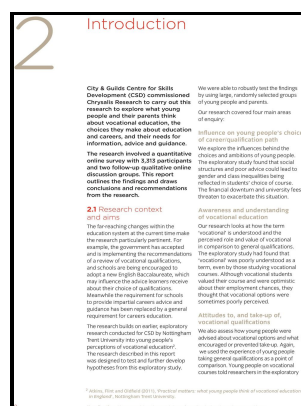 2
Introduction
City & Guilds Centre for Skills
Development (CSD) commissioned
Chrysalis Research to carry out this
research to explore what young
people and their parents think
about vocational education, the
choices they make about education
and careers, and their needs for
information, advice and guidance.
The research involved a quantitative
online survey with 3,313 participants
and two follow-up qualitative online
discussion groups. This report
outlines the findings and draws
conclusions and recommendations
from the research.
2.1 Research context
and aims
The far-reaching changes within the
education system at the current time make
the research particularly pertinent. For
example, the government has accepted
and is implementing the recommendations
of a review of vocational qualifications,
and schools are being encouraged to
adopt a new English Baccalaureate, which
may influence the advice learners receive
about their choice of qualifications.
Meanwhile the requirement for schools
to provide impartial careers advice and
guidance has been replaced by a general
requirement for careers education.
The research builds on earlier, exploratory
research conducted for CSD by Nottingham
Trent University into young people's
perceptions of vocational education².
The research described in this report
was designed to test and further develop
hypotheses from this exploratory study.
We were able to robustly test the findings
by using large, randomly selected groups
of young people and parents.
Our research covered four main areas
of enquiry:
Influence on young people's choice
of career/qualification path
We explore the influences behind the
choices and ambitions of young people.
The exploratory study found that social
structures and poor advice could lead to
gender and class inequalities being
reflected in students' choice of course.
The financial downturn and university fees
threaten to exacerbate this situation.
Awareness and understanding
of vocational education
Our research looks at how the term
'vocational' is understood and the
perceived role and value of vocational
in comparison to general qualifications.
The exploratory study had found that
'vocational' was poorly understood as a
term, even by those studying vocational
courses. Although vocational students
valued their course and were optimistic
about their employment chances, they
thought that vocational options were
sometimes poorly perceived.
Attitudes to, and take-up of,
vocational qualifications
We also assess how young people were
advised about vocational options and what
encouraged or prevented take-up. Again,
we used the experience of young people
taking general qualifications as a point of
comparison. Young people on vocational
courses told researchers in the exploratory
² Atkins, Flint and Oldfield (2011), 'Practical matters: what young people think of vocational education
in England', Nottingham Trent University.